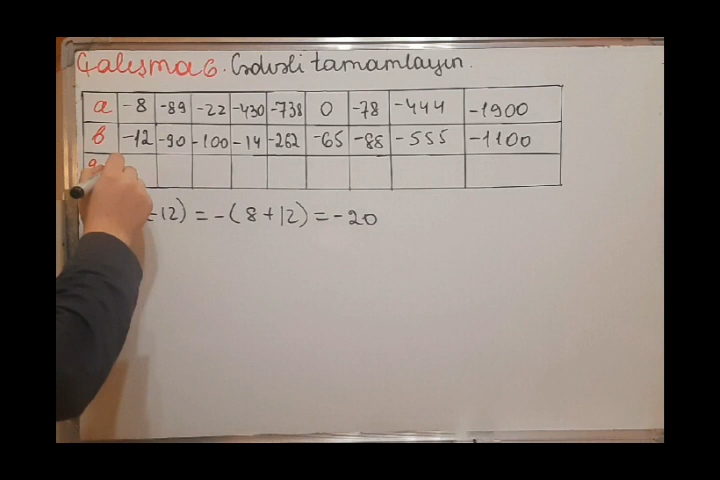 Çalışma 6. Cədvəli tamamlayın.
a -8 -89 -22 -430 -738 0 -78 -444 -1900
b -12 -90 -100 -14 -262 -65 -88 -555 -1100
-12) = -(8+12) = -20